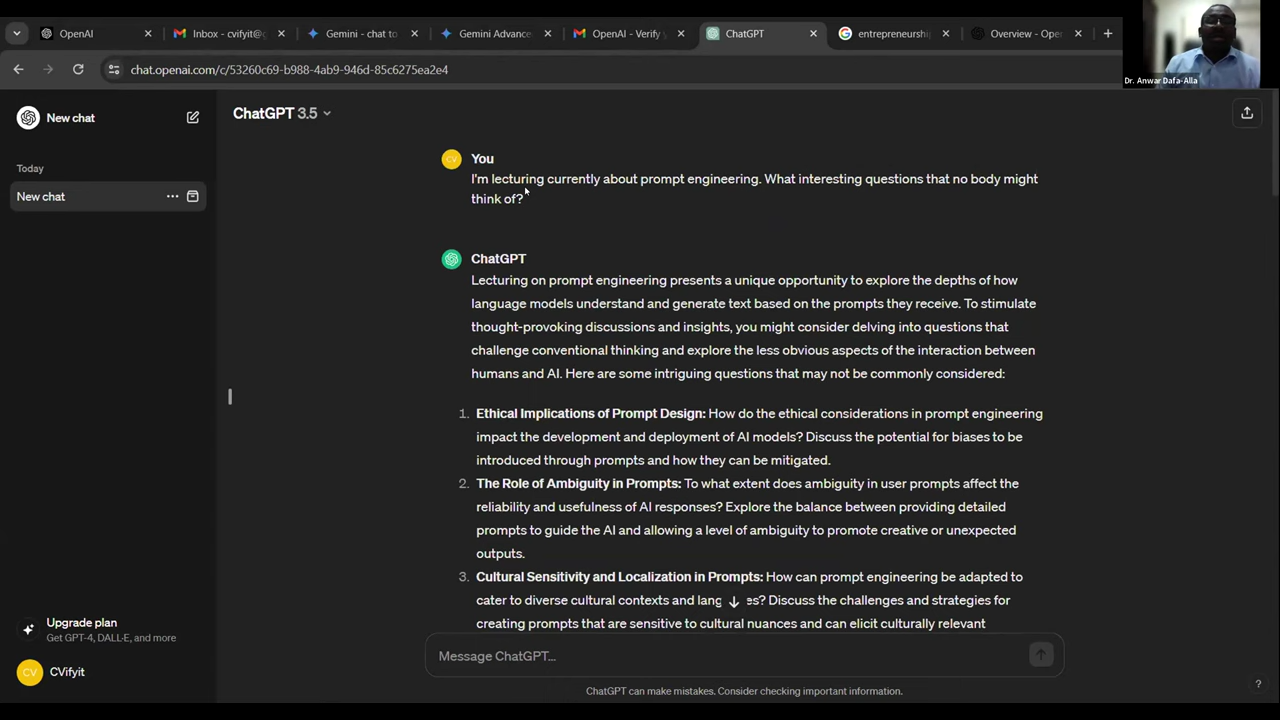 OpenAI
Inbox - cvifyit@g
Gemini - chat to
Gemini Advance
OpenAI - Verify y
ChatGPT
entrepreneurshi
Overview - Open
chat.openai.com/c/53260c69-b988-4ab9-946d-85c6275ea2e4
Dr. Anwar Dafa-Alla
New chat
ChatGPT 3.5
Today
New chat
CV
You
I'm lecturing currently about prompt engineering. What interesting questions that no body might
think of?
ChatGPT
Lecturing on prompt engineering presents a unique opportunity to explore the depths of how
language models understand and generate text based on the prompts they receive. To stimulate
thought-provoking discussions and insights, you might consider delving into questions that
challenge conventional thinking and explore the less obvious aspects of the interaction between
humans and AI. Here are some intriguing questions that may not be commonly considered:
1. Ethical Implications of Prompt Design: How do the ethical considerations in prompt engineering
impact the development and deployment of AI models? Discuss the potential for biases to be
introduced through prompts and how they can be mitigated.
2. The Role of Ambiguity in Prompts: To what extent does ambiguity in user prompts affect the
reliability and usefulness of AI responses? Explore the balance between providing detailed
prompts to guide the AI and allowing a level of ambiguity to promote creative or unexpected
outputs.
3. Cultural Sensitivity and Localization in Prompts: How can prompt engineering be adapted to
cater to diverse cultural contexts and lang es? Discuss the challenges and strategies for
creating prompts that are sensitive to cultural nuances and can elicit culturally relevant
Upgrade plan
Get GPT-4, DALL·E, and more
CV
CVifyit
Message ChatGPT…
ChatGPT can make mistakes. Consider checking important information.
?